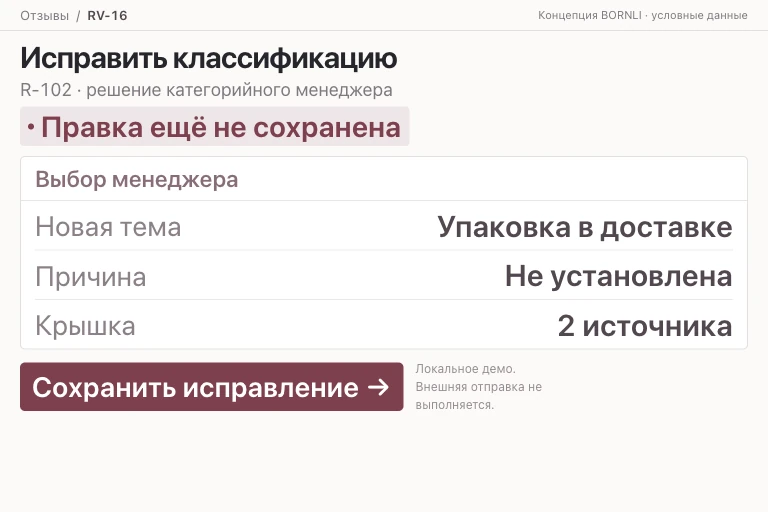 Отзывы / RV-16
Концепция BORNLI · условные данные
Исправить классификацию
R-102 · решение категорийного менеджера
· Правка ещё не сохранена
Выбор менеджера
Новая тема Упаковка в доставке
Причина Не установлена
Крышка 2 источника
Сохранить исправление →
Локальное демо.
Внешняя отправка не
выполняется.